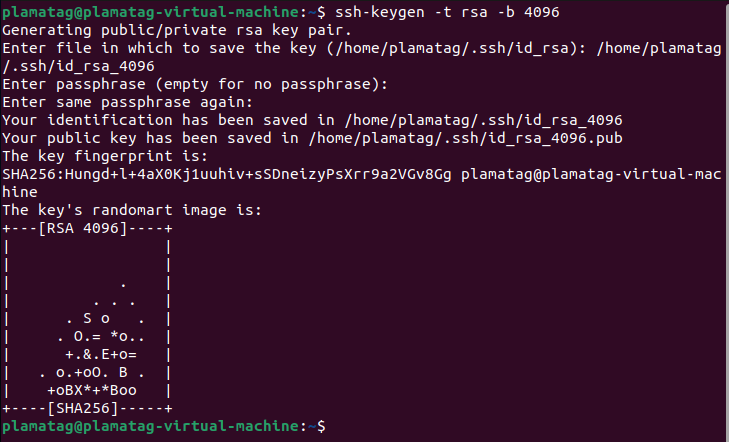 plamatag@plamatag-virtual-machine:~$ ssh-keygen -t rsa -b 4096
Generating public/private rsa key pair.
Enter file in which to save the key (/home/plamatag/.ssh/id_rsa): /home/plamatag
/.ssh/id_rsa_4096
Enter passphrase (empty for no passphrase):
Enter same passphrase again:
Your identification has been saved in /home/plamatag/.ssh/id_rsa_4096
Your public key has been saved in /home/plamatag/.ssh/id_rsa_4096.pub
The key fingerprint is:
SHA256:Hungd+l+4aX0Kj1uuhiv+sSDneizyPsXrr9a2VGv8Gg plamatag@plamatag-virtual-mac
hine
The key's randomart image is:
+---[RSA 4096]----+
|                 |
|                 |
|            .    |
|         . . .   |
|      . S o   .  |
|     . O.= *o..  |
|      +.&.E+o=   |
|   . o.+oO. B .  |
|    +oBX*+*Boo   |
+----[SHA256]-----+
plamatag@plamatag-virtual-machine:~$